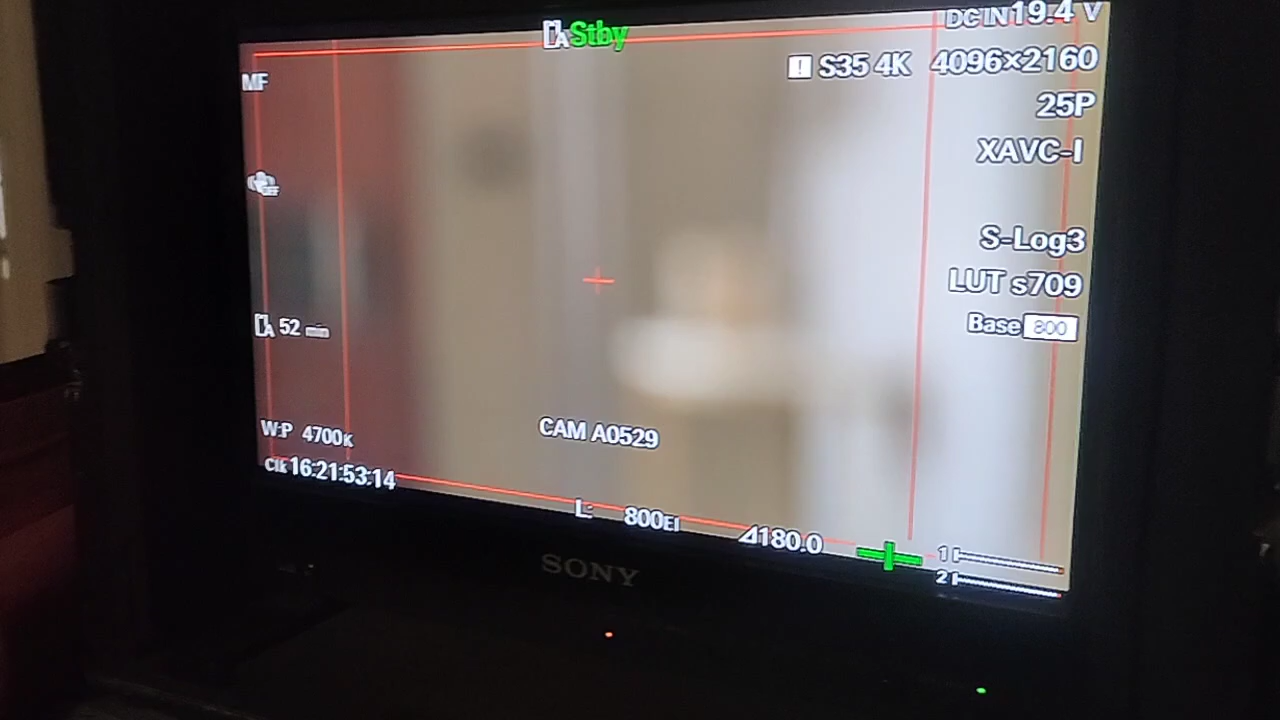 Stby
DC IN 19.4 V
MF
S35 4K 4096×2160
25P
XAVC-I
OFF
S-Log3
LUT s709
Base 800
A 52 min
W:P 4700K
CAM A0529
Clk 16:21:53:14
L: 800EI 180.0
1
2
SONY